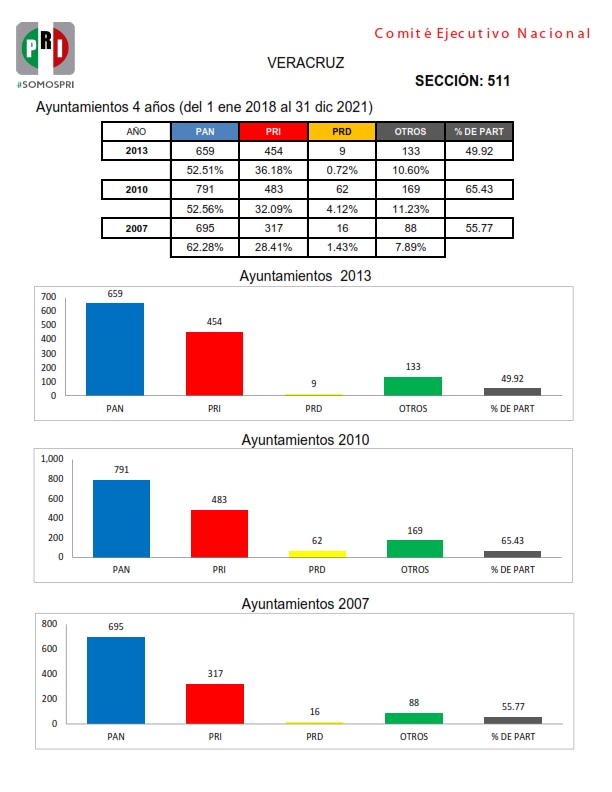 Comité Ejecutivo Nacional
PRI
#SOMOSPRI
VERACRUZ
SECCIÓN: 511
Ayuntamientos 4 años (del 1 ene 2018 al 31 dic 2021)
AÑO PAN PRI PRD OTROS % DE PART
2013 659 454 9 133 49.92
52.51% 36.18% 0.72% 10.60%
2010 791 483 62 169 65.43
52.56% 32.09% 4.12% 11.23%
2007 695 317 16 88 55.77
62.28% 28.41% 1.43% 7.89%
Ayuntamientos 2013
700
600
500
400
300
200
100
0
659
454
9
133
49.92
PAN PRI PRD OTROS % DE PART
Ayuntamientos 2010
1,000
800
600
400
200
0
791
483
62
169
65.43
PAN PRI PRD OTROS % DE PART
Ayuntamientos 2007
800
600
400
200
0
695
317
16
88
55.77
PAN PRI PRD OTROS % DE PART